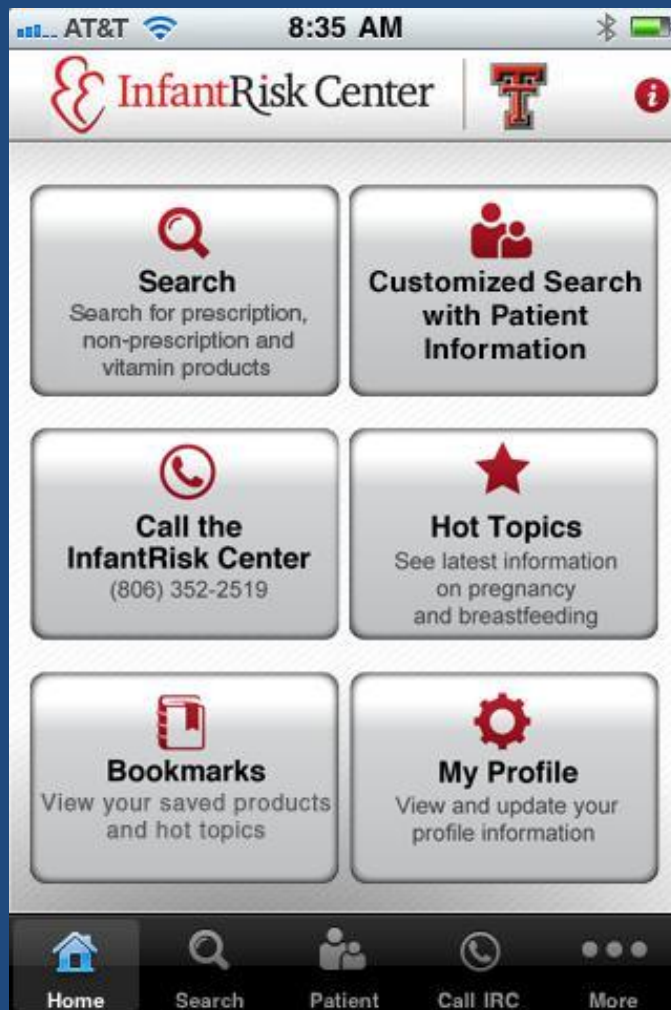 AT&T 8:35 AM
InfantRisk Center T i
Search
Search for prescription,
non-prescription and
vitamin products
Customized Search
with Patient
Information
Call the
InfantRisk Center
(806) 352-2519
Hot Topics
See latest information
on pregnancy
and breastfeeding
Bookmarks
View your saved products
and hot topics
My Profile
View and update your
profile information
Home Search Patient Call IRC More